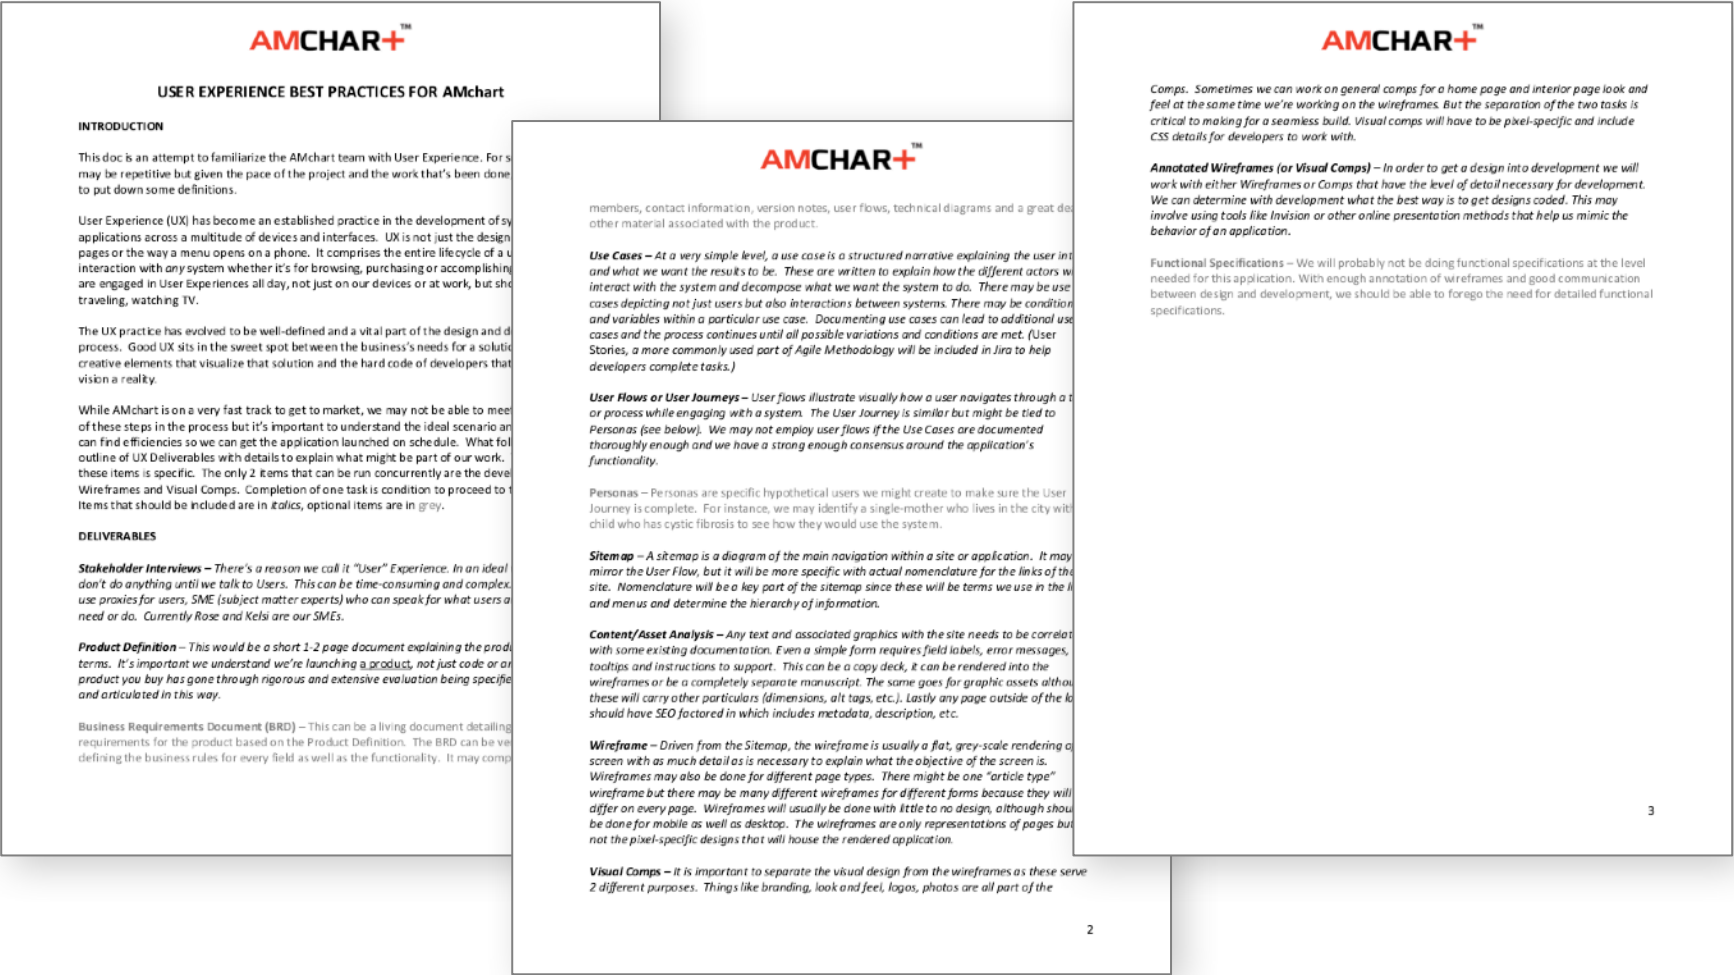 AMCHAR+™
USER EXPERIENCE BEST PRACTICES FOR AMchart
INTRODUCTION
This doc is an attempt to familiarize the AMchart team with User Experience. For s
may be repetitive but given the pace of the project and the work that's been done
to put down some definitions.
User Experience (UX) has become an established practice in the development of sy
applications across a multitude of devices and interfaces. UX is not just the design
pages or the way a menu opens on a phone. It comprises the entire lifecycle of a u
interaction with any system whether it's for browsing, purchasing or accomplishing
are engaged in User Experiences all day, not just on our devices or at work, but sho
traveling, watching TV.
The UX practice has evolved to be well-defined and a vital part of the design and d
process. Good UX sits in the sweet spot between the business's needs for a solutio
creative elements that visualize that solution and the hard code of developers that
vision a reality.
While AMchart is on a very fast track to get to market, we may not be able to meet
of these steps in the process but it's important to understand the ideal scenario an
can find efficiencies so we can get the application launched on schedule. What fol
outline of UX Deliverables with details to explain what might be part of our work.
these items is specific. The only 2 items that can be run concurrently are the deve
Wireframes and Visual Comps. Completion of one task is condition to proceed to t
Items that should be included are in italics, optional items are in grey.
DELIVERABLES
Stakeholder Interviews – There's a reason we call it "User" Experience. In an ideal
don't do anything until we talk to Users. This can be time-consuming and complex.
use proxies for users, SME (subject matter experts) who can speak for what users a
need or do. Currently Rose and Kelsi are our SMEs.
Product Definition – This would be a short 1-2 page document explaining the produ
terms. It's important we understand we're launching a product, not just code or an
product you buy has gone through rigorous and extensive evaluation being specifie
and articulated in this way.
Business Requirements Document (BRD) – This can be a living document detailing
requirements for the product based on the Product Definition. The BRD can be ve
defining the business rules for every field as well as the functionality. It may comp
AMCHAR+™
members, contact information, version notes, user flows, technical diagrams and a great dea
other material associated with the product.
Use Cases – At a very simple level, a use case is a structured narrative explaining the user int
and what we want the results to be. These are written to explain how the different actors wi
interact with the system and decompose what we want the system to do. There may be use
cases depicting not just users but also interactions between systems. There may be condition
and variables within a particular use case. Documenting use cases can lead to additional use
cases and the process continues until all possible variations and conditions are met. (User
Stories, a more commonly used part of Agile Methodology will be included in Jira to help
developers complete tasks.)
User Flows or User Journeys – User flows illustrate visually how a user navigates through a t
or process while engaging with a system. The User Journey is similar but might be tied to
Personas (see below). We may not employ user flows if the Use Cases are documented
thoroughly enough and we have a strong enough consensus around the application's
functionality.
Personas – Personas are specific hypothetical users we might create to make sure the User
Journey is complete. For instance, we may identify a single-mother who lives in the city with
child who has cystic fibrosis to see how they would use the system.
Sitemap – A sitemap is a diagram of the main navigation within a site or application. It may
mirror the User Flow, but it will be more specific with actual nomenclature for the links of the
site. Nomenclature will be a key part of the sitemap since these will be terms we use in the li
and menus and determine the hierarchy of information.
Content/Asset Analysis – Any text and associated graphics with the site needs to be correlat
with some existing documentation. Even a simple form requires field labels, error messages,
tooltips and instructions to support. This can be a copy deck, it can be rendered into the
wireframes or be a completely separate manuscript. The same goes for graphic assets althou
these will carry other particulars (dimensions, alt tags, etc.). Lastly any page outside of the lo
should have SEO factored in which includes metadata, description, etc.
Wireframe – Driven from the Sitemap, the wireframe is usually a flat, grey-scale rendering o
screen with as much detail as is necessary to explain what the objective of the screen is.
Wireframes may also be done for different page types. There might be one "article type"
wireframe but there may be many different wireframes for different forms because they will
differ on every page. Wireframes will usually be done with little to no design, although shou
be done for mobile as well as desktop. The wireframes are only representations of pages but
not the pixel-specific designs that will house the rendered application.
Visual Comps – It is important to separate the visual design from the wireframes as these serve
2 different purposes. Things like branding, look and feel, logos, photos are all part of the
2
AMCHAR+™
Comps. Sometimes we can work on general comps for a home page and interior page look and
feel at the same time we're working on the wireframes. But the separation of the two tasks is
critical to making for a seamless build. Visual comps will have to be pixel-specific and include
CSS details for developers to work with.
Annotated Wireframes (or Visual Comps) – In order to get a design into development we will
work with either Wireframes or Comps that have the level of detail necessary for development.
We can determine with development what the best way is to get designs coded. This may
involve using tools like Invision or other online presentation methods that help us mimic the
behavior of an application.
Functional Specifications – We will probably not be doing functional specifications at the level
needed for this application. With enough annotation of wireframes and good communication
between design and development, we should be able to forego the need for detailed functional
specifications.
3